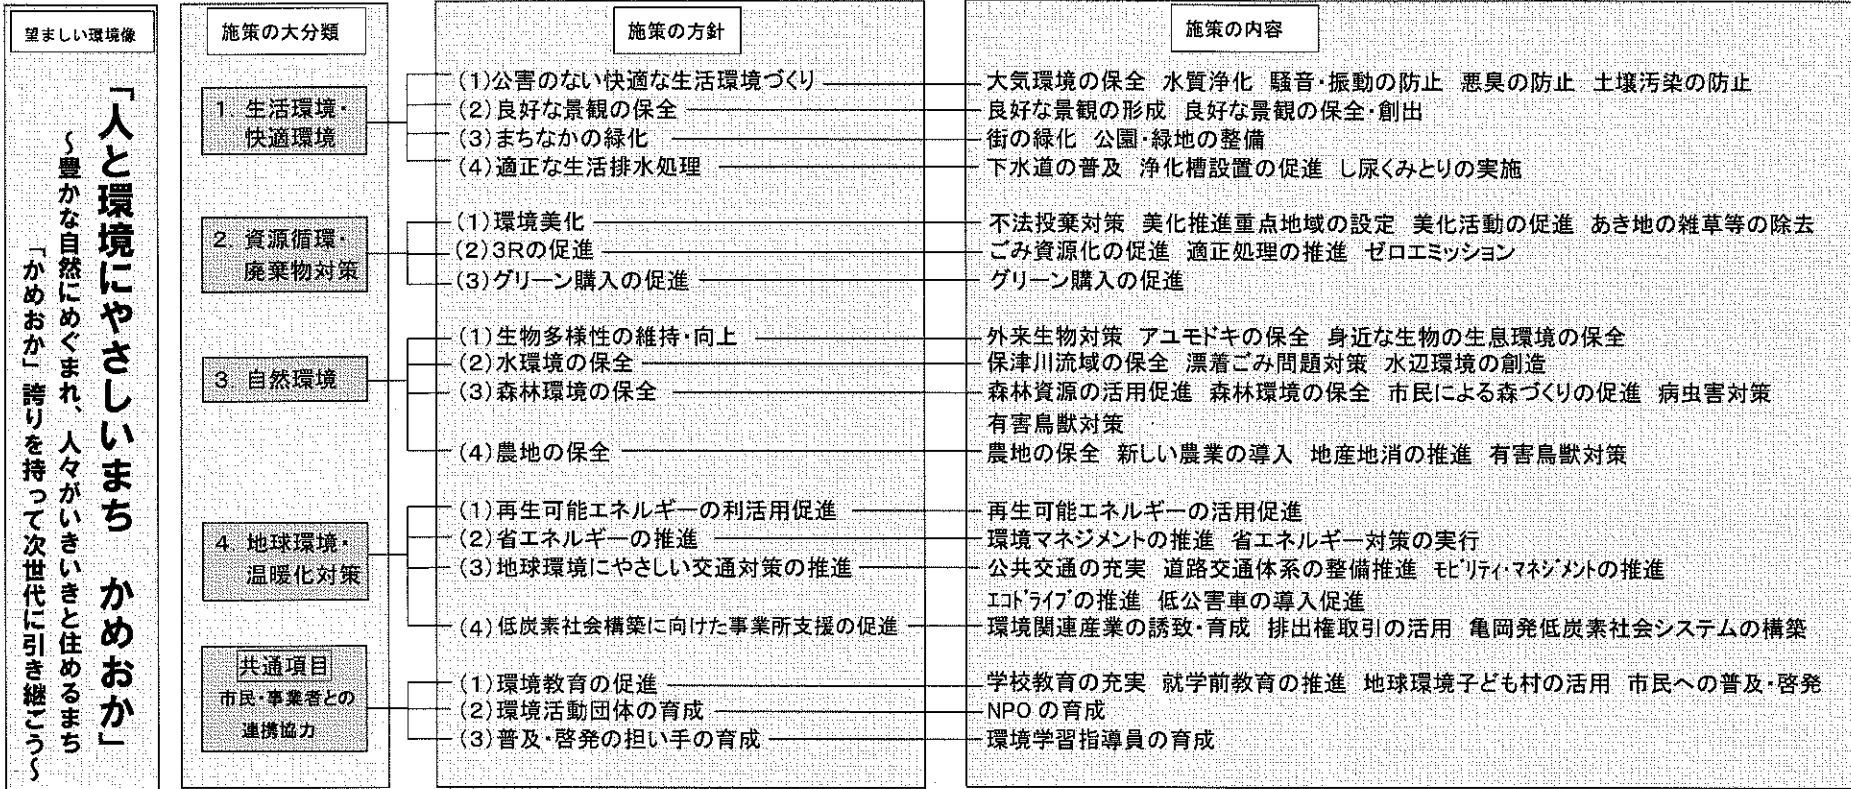 望ましい環境像
「人と環境にやさしいまち　かめおか」
～豊かな自然にめぐまれ、人々がいきいきと住めるまち
「かめおか」誇りを持って次世代に引き継ごう～
施策の大分類
施策の方針
施策の内容
1. 生活環境・
快適環境
(1)公害のない快適な生活環境づくり
大気環境の保全　水質浄化　騒音・振動の防止　悪臭の防止　土壌汚染の防止
(2)良好な景観の保全
良好な景観の形成　良好な景観の保全・創出
(3)まちなかの緑化
街の緑化　公園・緑地の整備
(4)適正な生活排水処理
下水道の普及　浄化槽設置の促進　し尿くみとりの実施
2. 資源循環・
廃棄物対策
(1)環境美化
不法投棄対策　美化推進重点地域の設定　美化活動の促進　あき地の雑草等の除去
(2)3Rの促進
ごみ資源化の促進　適正処理の推進　ゼロエミッション
(3)グリーン購入の促進
グリーン購入の促進
3 自然環境
(1)生物多様性の維持・向上
外来生物対策　アユモドキの保全　身近な生物の生息環境の保全
(2)水環境の保全
保津川流域の保全　漂着ごみ問題対策　水辺環境の創造
(3)森林環境の保全
森林資源の活用促進　森林環境の保全　市民による森づくりの促進　病虫害対策
有害鳥獣対策
(4)農地の保全
農地の保全　新しい農業の導入　地産地消の推進　有害鳥獣対策
4. 地球環境・
温暖化対策
(1)再生可能エネルギーの利活用促進
再生可能エネルギーの活用促進
(2)省エネルギーの推進
環境マネジメントの推進　省エネルギー対策の実行
(3)地球環境にやさしい交通対策の推進
公共交通の充実　道路交通体系の整備推進　ﾓﾋﾞﾘﾃｨ・ﾏﾈｼﾞﾒﾝﾄの推進
ｴｺﾄﾞﾗｲﾌﾞの推進　低公害車の導入促進
(4)低炭素社会構築に向けた事業所支援の促進
環境関連産業の誘致・育成　排出権取引の活用　亀岡発低炭素社会システムの構築
共通項目
市民・事業者との
連携協力
(1)環境教育の促進
学校教育の充実　就学前教育の推進　地球環境子ども村の活用　市民への普及・啓発
(2)環境活動団体の育成
NPO の育成
(3)普及・啓発の担い手の育成
環境学習指導員の育成